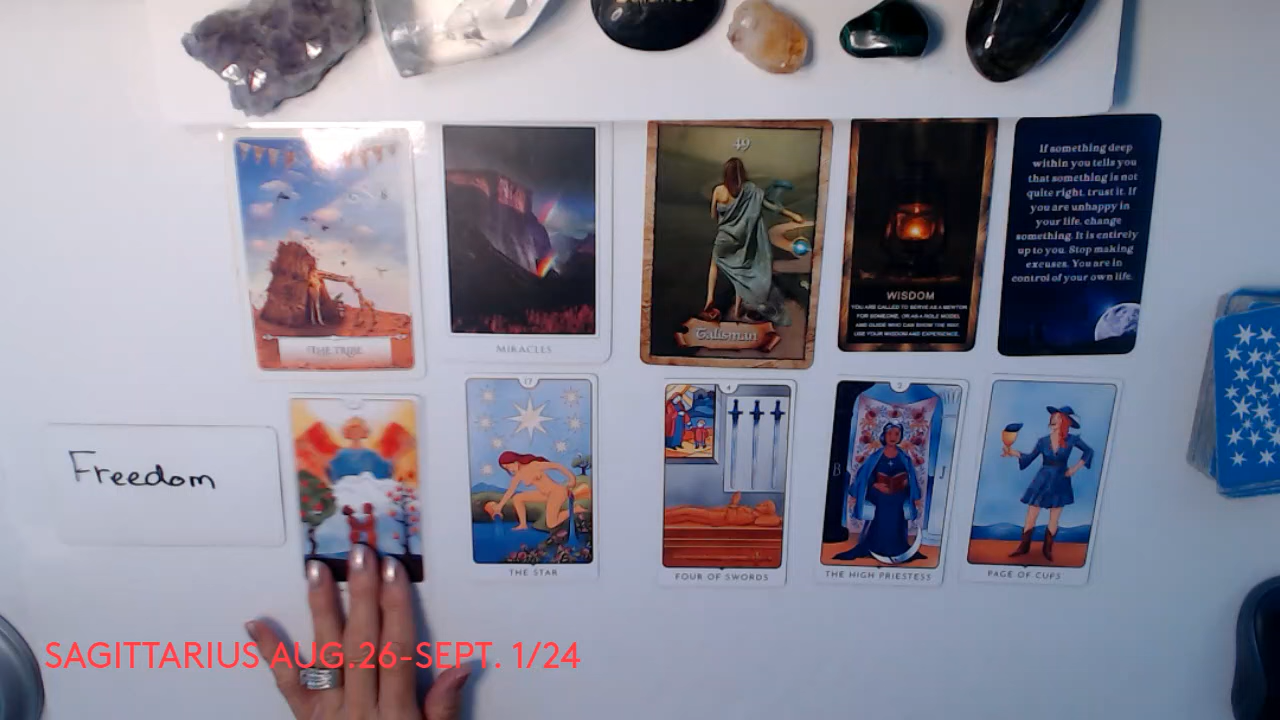 Balance
THE TRIBE
MIRACLES
49
Talisman
WISDOM
YOU ARE CALLED TO SERVE AS A MENTOR
FOR SOMEONE, OR AS A ROLE MODEL
AND GUIDE WHO CAN SHOW THE WAY.
USE YOUR WISDOM AND EXPERIENCE.
If something deep
within you tells you
that something is not
quite right, trust it. If
you are unhappy in
your life, change
something. It is entirely
up to you. Stop making
excuses. You are in
control of your own life.
Freedom
17
THE STAR
4
FOUR OF SWORDS
2
B
J
THE HIGH PRIESTESS
PAGE OF CUPS
SAGITTARIUS AUG.26-SEPT. 1/24